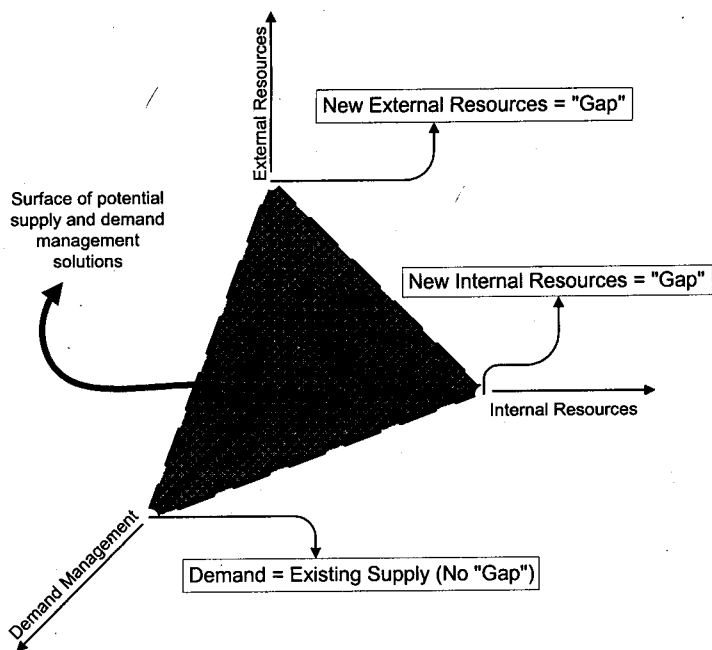 External Resources
New External Resources = "Gap"
Surface of potential
supply and demand
management
solutions
New Internal Resources = "Gap"
Internal Resources
Demand Management
Demand = Existing Supply (No "Gap")